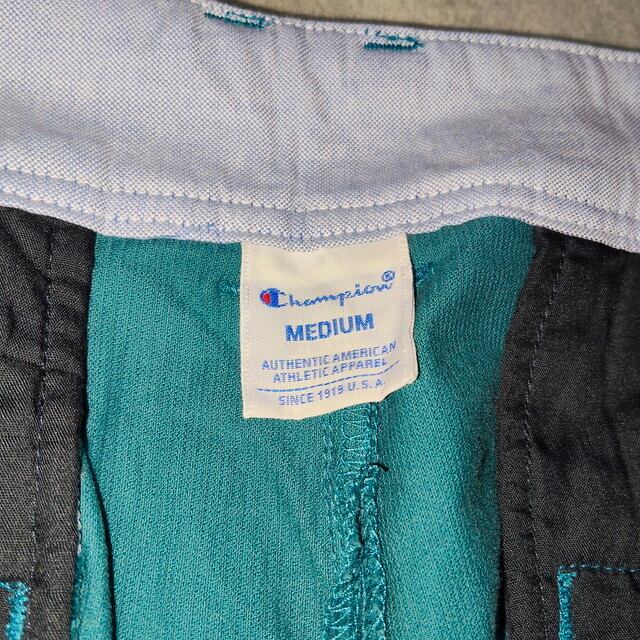 Champion®
MEDIUM
AUTHENTIC AMERICAN
ATHLETIC APPAREL
SINCE 1919 U.S.A.